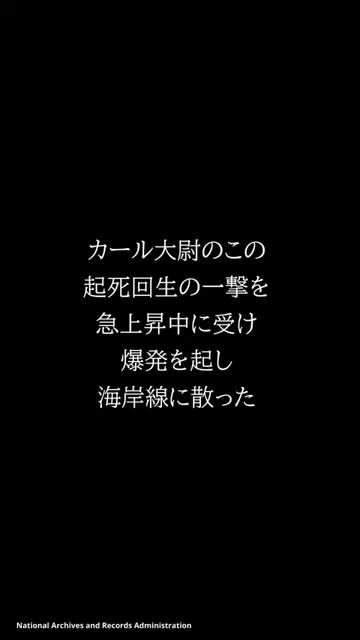 カール大尉のこの
起死回生の一撃を
急上昇中に受け
爆発を起し
海岸線に散った
National Archives and Records Administration